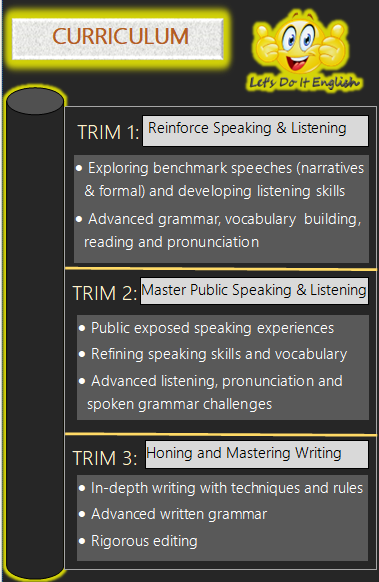 CURRICULUM
Let's Do It English
TRIM 1: Reinforce Speaking & Listening
• Exploring benchmark speeches (narratives
& formal) and developing listening skills
• Advanced grammar, vocabulary building,
reading and pronunciation
TRIM 2: Master Public Speaking & Listening
• Public exposed speaking experiences
• Refining speaking skills and vocabulary
• Advanced listening, pronunciation and
spoken grammar challenges
TRIM 3: Honing and Mastering Writing
• In-depth writing with techniques and rules
• Advanced written grammar
• Rigorous editing